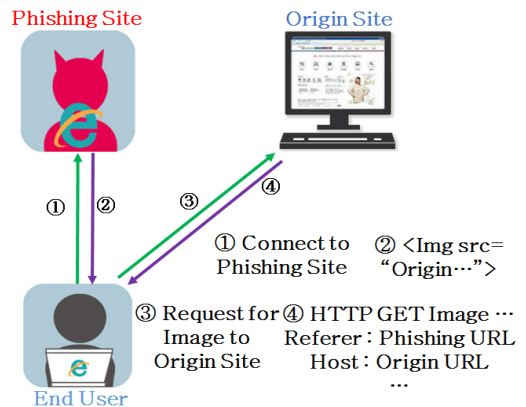 Phishing Site
Origin Site
①
②
③
④
① Connect to
Phishing Site
② <Img src=
“Origin…”>
③ Request for
Image to
Origin Site
④ HTTP GET Image …
Referer : Phishing URL
Host : Origin URL
…
End User